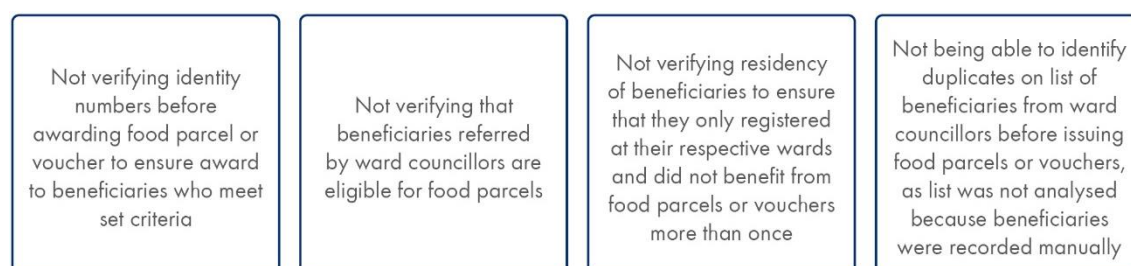 Not verifying identity
numbers before
awarding food parcel or
voucher to ensure award
to beneficiaries who meet
set criteria
Not verifying that
beneficiaries referred
by ward councillors are
eligible for food parcels
Not verifying residency
of beneficiaries to ensure
that they only registered
at their respective wards
and did not benefit from
food parcels or vouchers
more than once
Not being able to identify
duplicates on list of
beneficiaries from ward
councillors before issuing
food parcels or vouchers,
as list was not analysed
because beneficiaries
were recorded manually